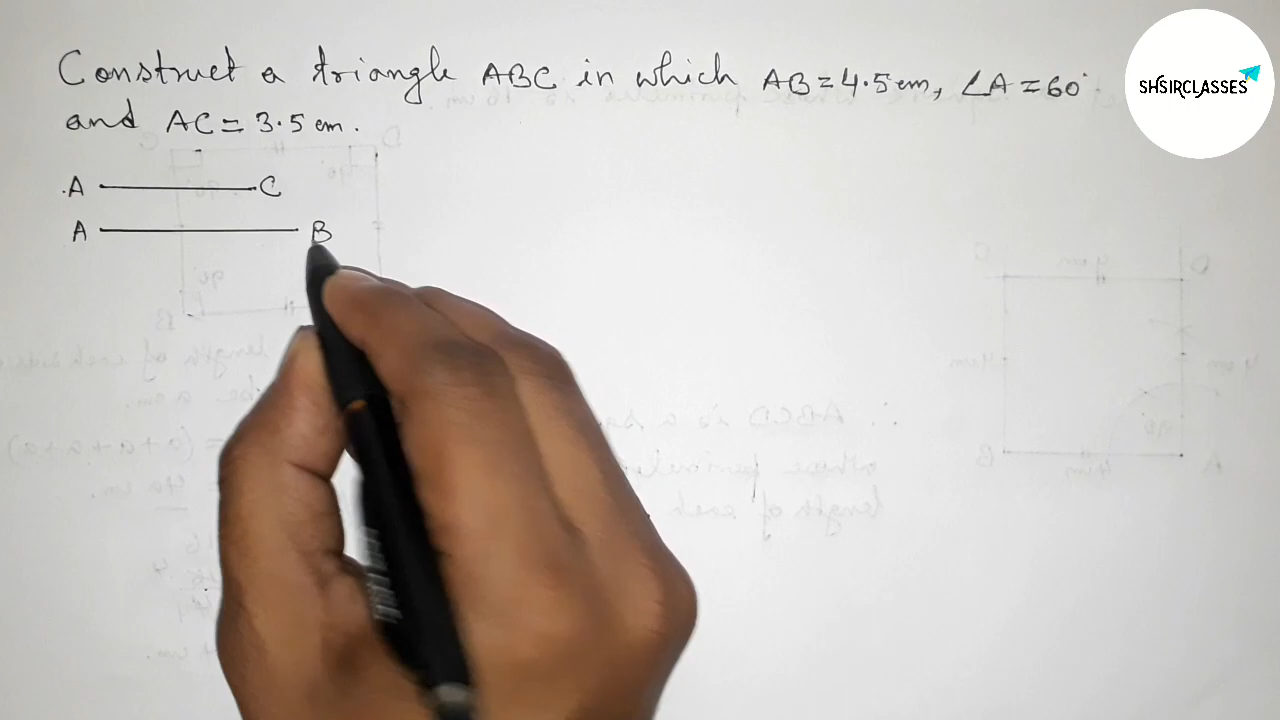 Construct a triangle ABC in which AB = 4.5 cm, ∠A = 60°
and AC = 3.5 cm.
SHSIRCLASSES
A C
A B